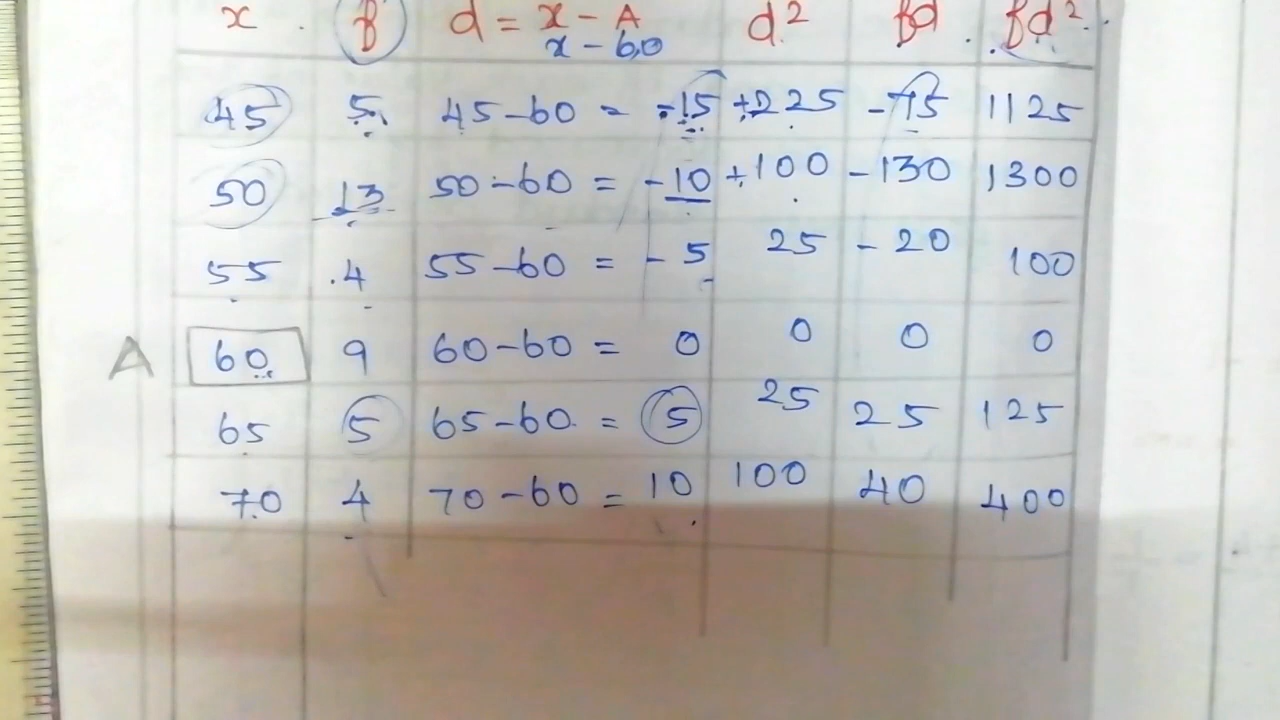 x f d = x - A d² fd fd²
x - 60
45 5 45-60 = -15 +225 -75 1125
50 13 50-60 = -10 +100 -130 1300
55 4 55-60 = -5 25 -20 100
A 60 9 60-60 = 0 0 0 0
65 5 65-60 = 5 25 25 125
70 4 70-60 = 10 100 40 400